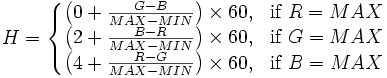 H = { (0 + (G−B)/(MAX−MIN)) × 60, if R = MAX
(2 + (B−R)/(MAX−MIN)) × 60, if G = MAX
(4 + (R−G)/(MAX−MIN)) × 60, if B = MAX